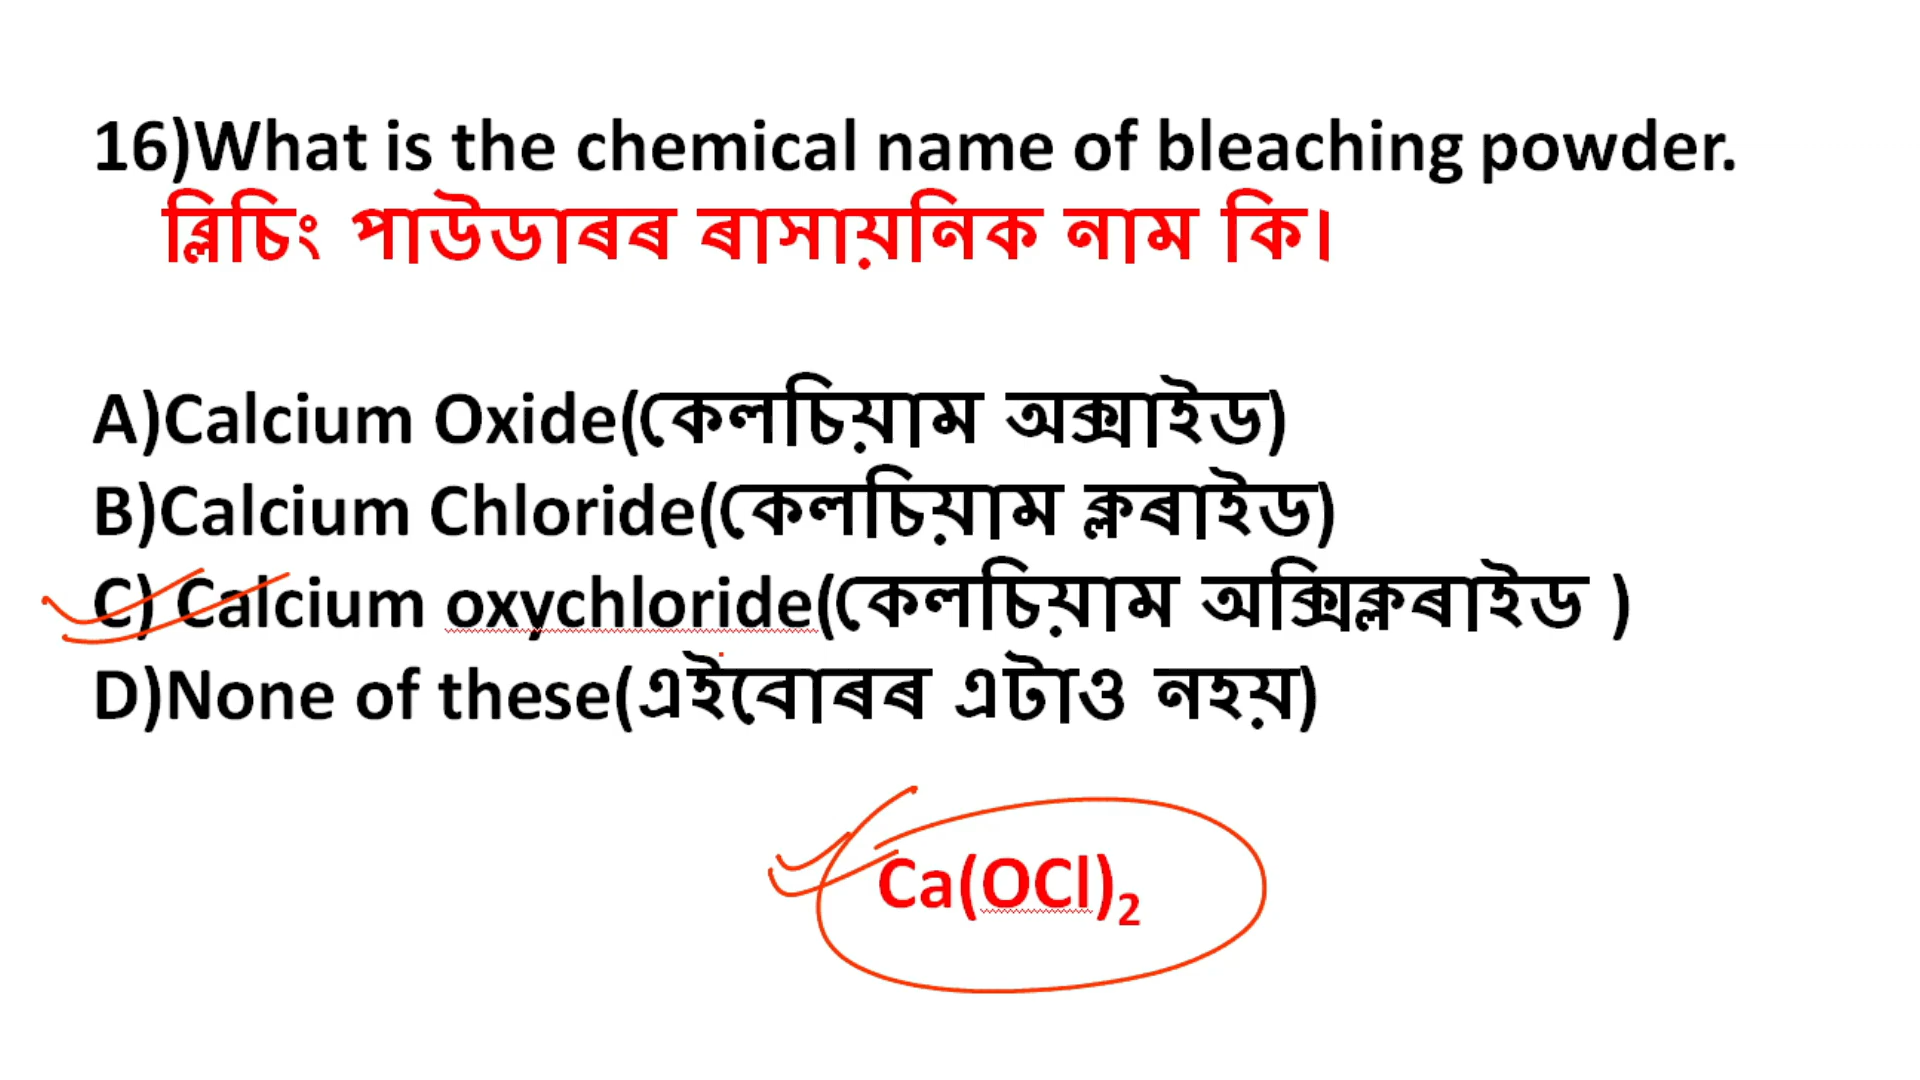 16)What is the chemical name of bleaching powder.
ব্লিচিং পাউডাৰৰ ৰাসায়নিক নাম কি।
A)Calcium Oxide(কেলচিয়াম অক্সাইড)
B)Calcium Chloride(কেলচিয়াম ক্লৰাইড)
C) Calcium oxychloride(কেলচিয়াম অক্সিক্লৰাইড )
D)None of these(এইবোৰৰ এটাও নহয়)
Ca(OCl)₂